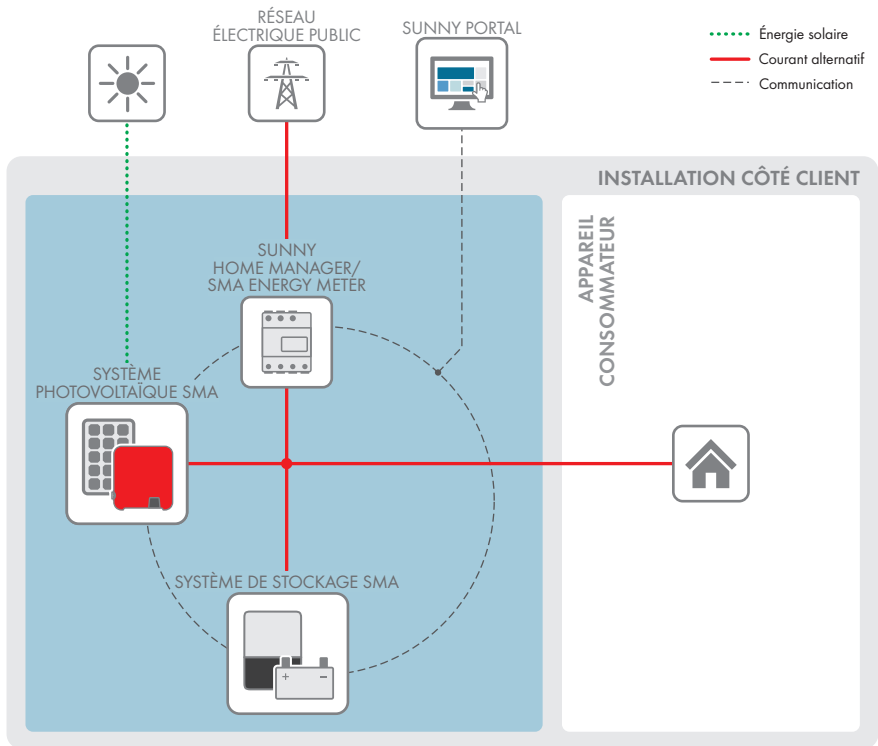 RÉSEAU
ÉLECTRIQUE PUBLIC
SUNNY PORTAL
Énergie solaire
Courant alternatif
Communication
INSTALLATION CÔTÉ CLIENT
APPAREIL
CONSOMMATEUR
SUNNY
HOME MANAGER/
SMA ENERGY METER
SYSTÈME
PHOTOVOLTAÏQUE SMA
SYSTÈME DE STOCKAGE SMA
+ −